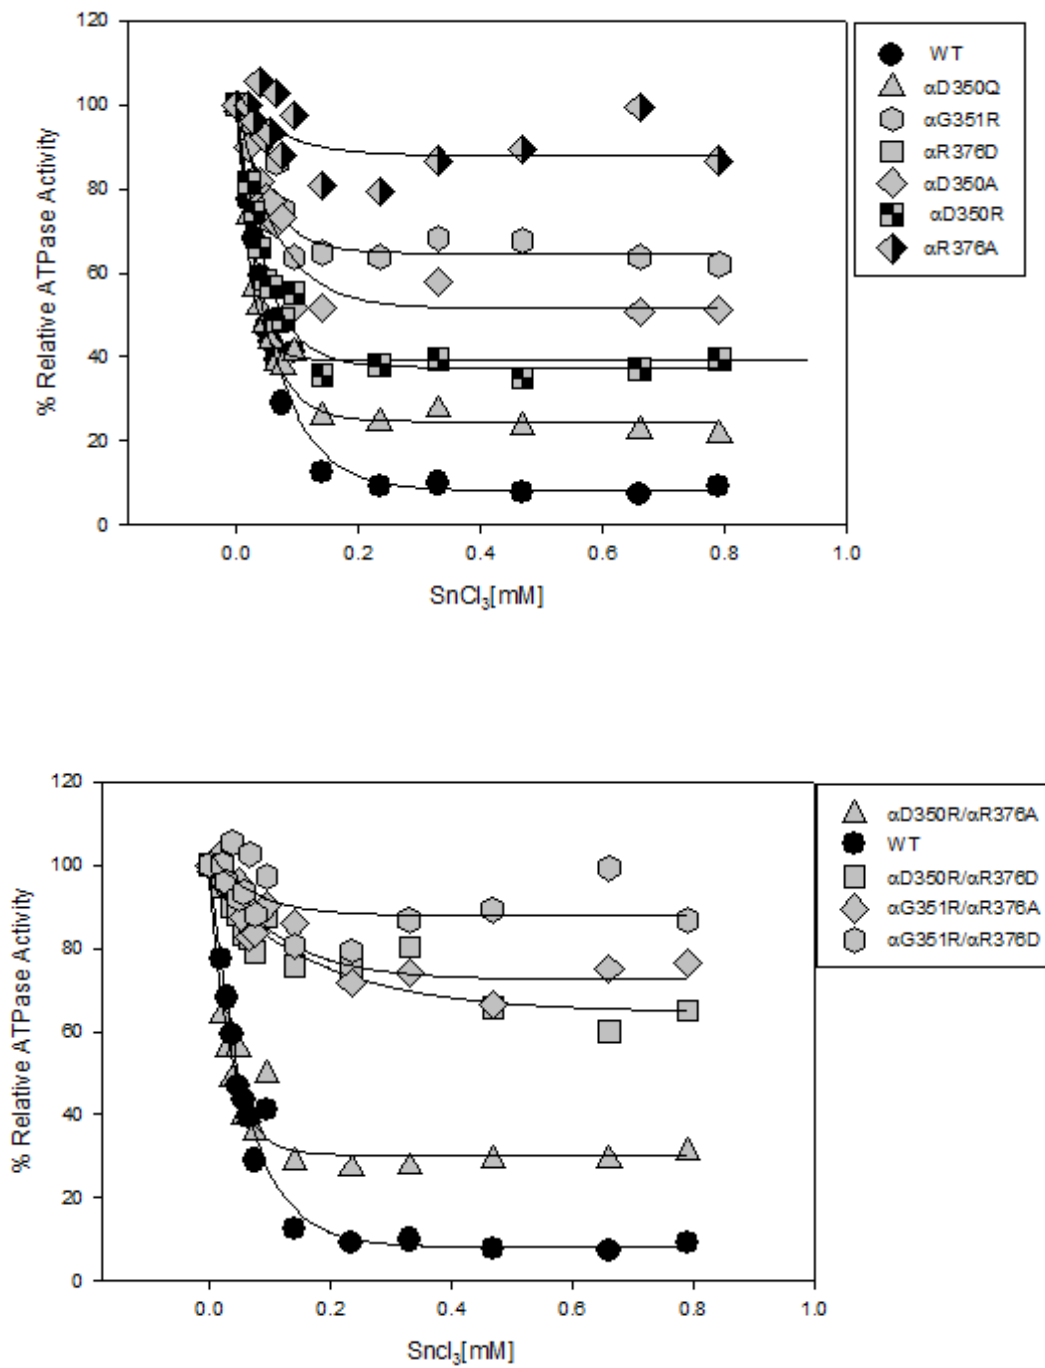 120
100
80
60
40
20
0
% Relative ATPase Activity
0.0 0.2 0.4 0.6 0.8 1.0
SnCl₃[mM]
WT
αD350Q
αG351R
αR376D
αD350A
αD350R
αR376A
120
100
80
60
40
20
0
% Relative ATPase Activity
0.0 0.2 0.4 0.6 0.8 1.0
Sncl₃[mM]
αD350R/αR376A
WT
αD350R/αR376D
αG351R/αR376A
αG351R/αR376D